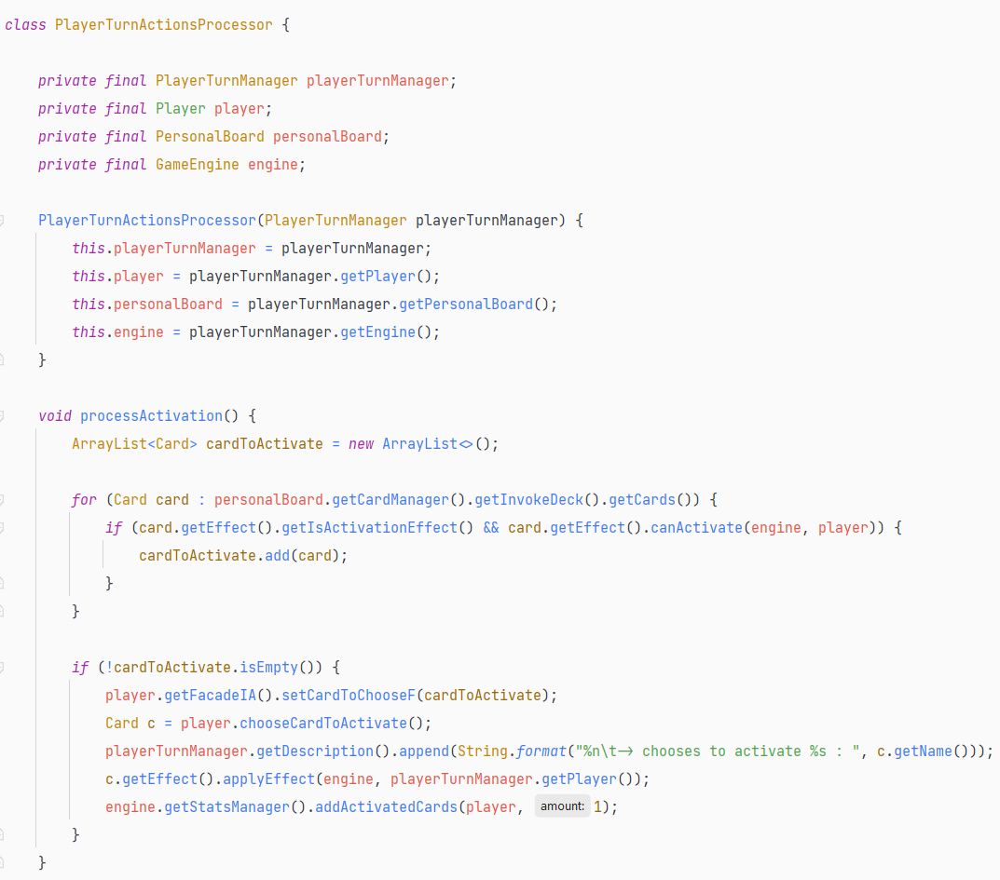 class PlayerTurnActionsProcessor {
private final PlayerTurnManager playerTurnManager;
private final Player player;
private final PersonalBoard personalBoard;
private final GameEngine engine;
PlayerTurnActionsProcessor(PlayerTurnManager playerTurnManager) {
this.playerTurnManager = playerTurnManager;
this.player = playerTurnManager.getPlayer();
this.personalBoard = playerTurnManager.getPersonalBoard();
this.engine = playerTurnManager.getEngine();
}
void processActivation() {
ArrayList<Card> cardToActivate = new ArrayList<>();
for (Card card : personalBoard.getCardManager().getInvokeDeck().getCards()) {
if (card.getEffect().getIsActivationEffect() && card.getEffect().canActivate(engine, player)) {
cardToActivate.add(card);
}
}
if (!cardToActivate.isEmpty()) {
player.getFacadeIA().setCardToChooseF(cardToActivate);
Card c = player.chooseCardToActivate();
playerTurnManager.getDescription().append(String.format("%n\t-> chooses to activate %s : ", c.getName()));
c.getEffect().applyEffect(engine, playerTurnManager.getPlayer());
engine.getStatsManager().addActivatedCards(player, amount: 1);
}
}